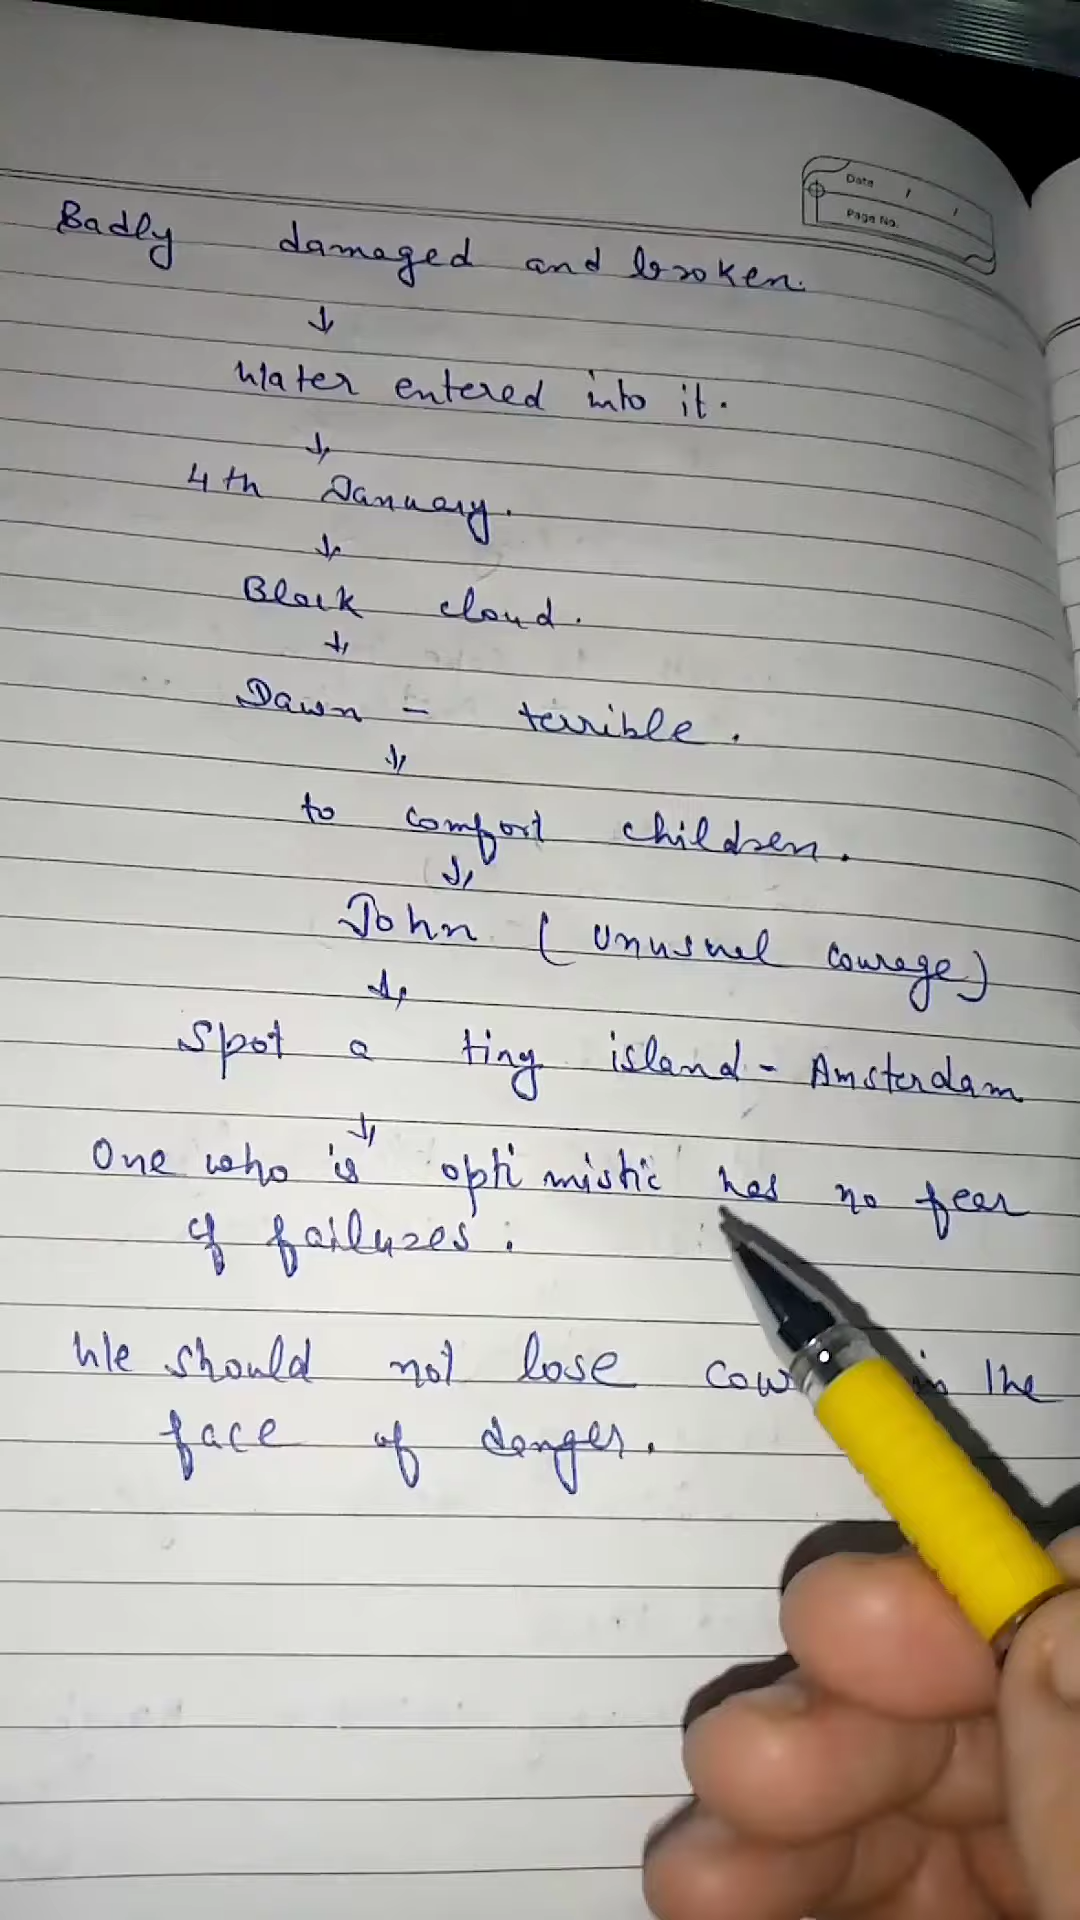 Date / /
Page No.
Badly damaged and broken.
↓
Water entered into it.
↓
4th January.
↓
Black cloud.
↓
Dawn - terrible.
↓
to comfort children.
↓
John (unusual courage)
↓
Spot a tiny island - Amsterdam
↓
One who is optimistic has no fear
of failures.
We should not lose in the
face of danger.